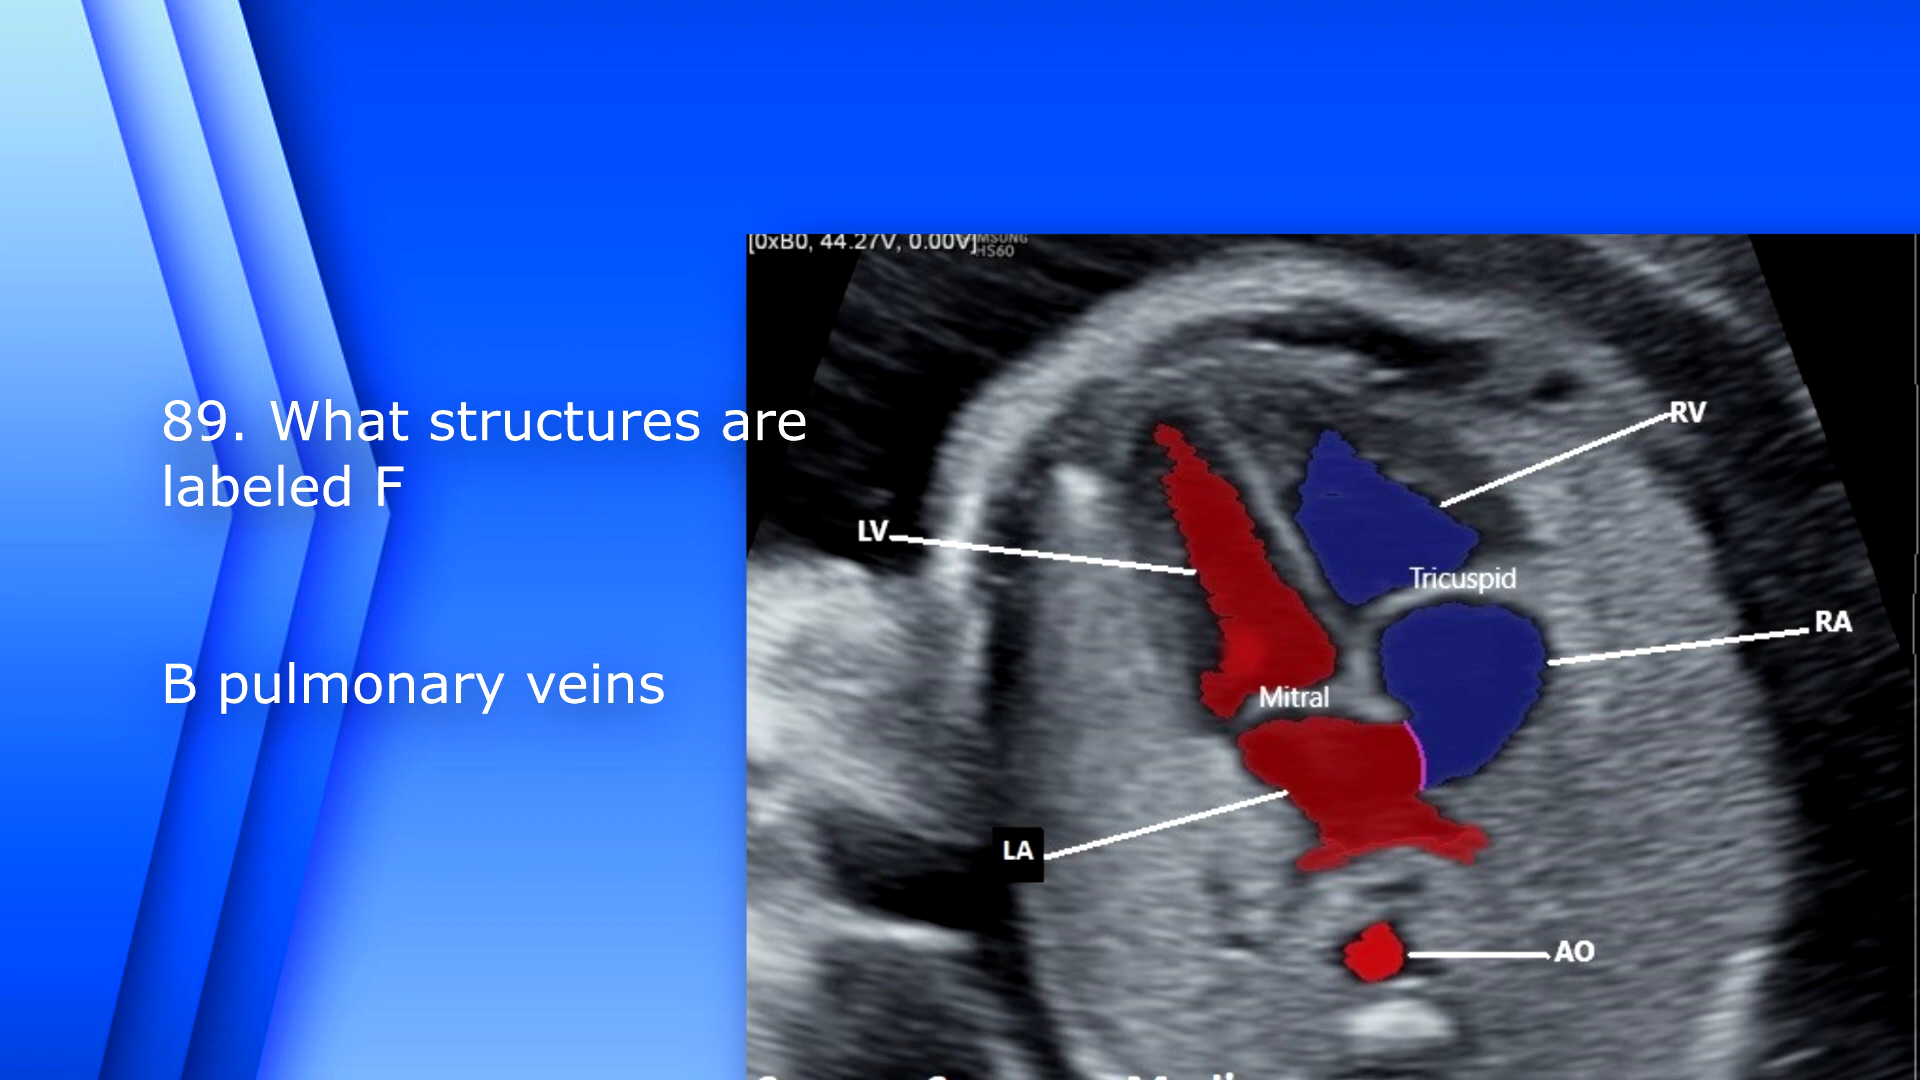 [0xB0, 44.27V, 0.00V]
HS60
89. What structures are
labeled F
RV
LV
Tricuspid
RA
B pulmonary veins
Mitral
LA
AO